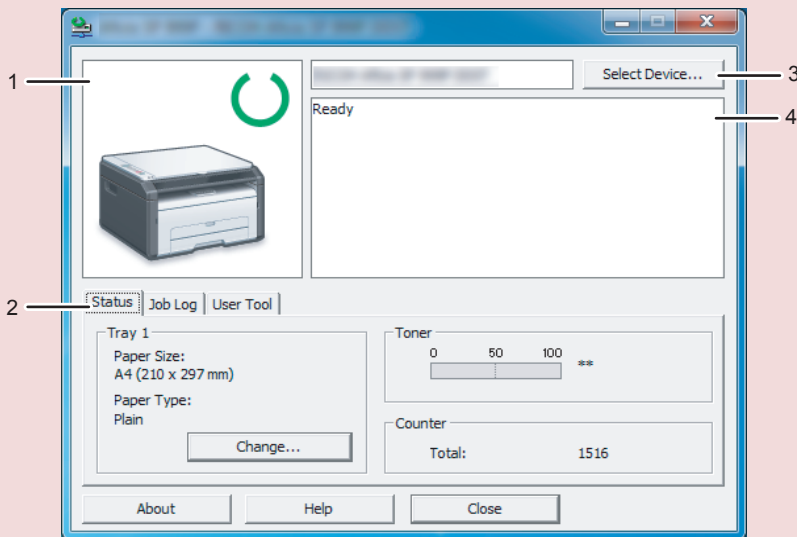 1
Select Device...
3
Ready
4
2
Status Job Log User Tool
Tray 1
Paper Size:
A4 (210 x 297 mm)
Paper Type:
Plain
Change...
Toner
0 50 100
**
Counter
Total: 1516
About Help Close